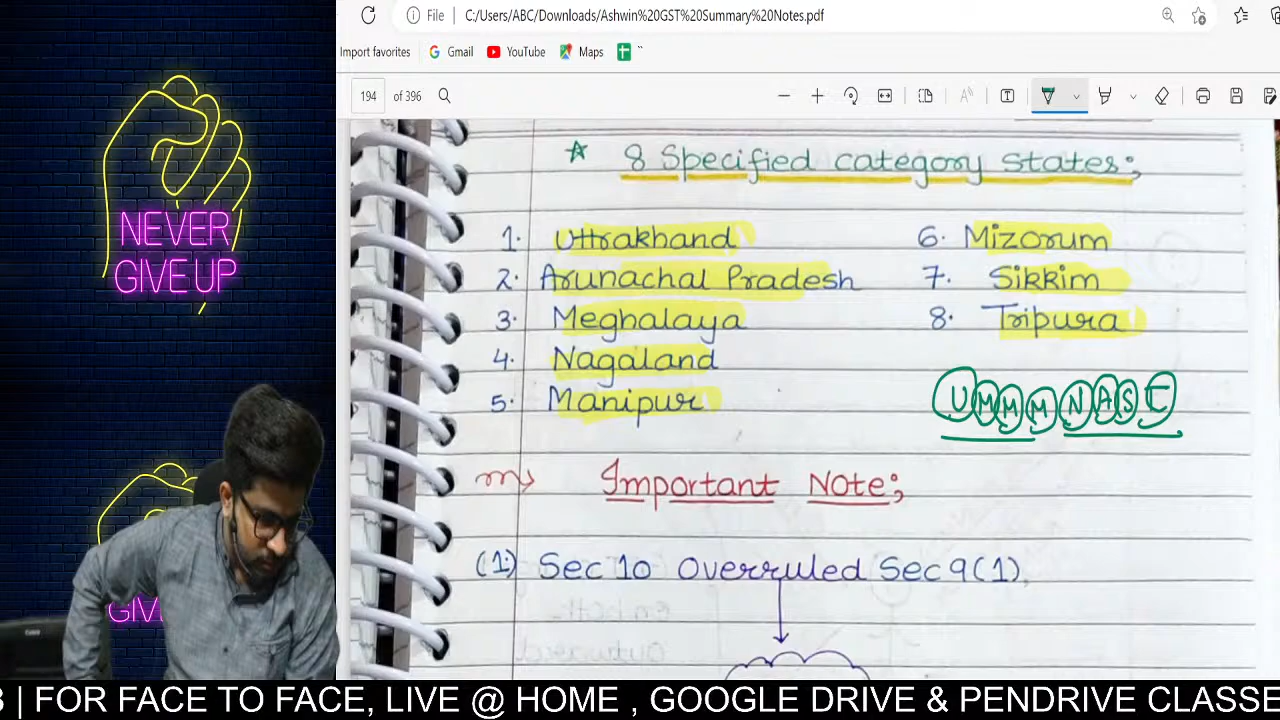 File C:/Users/ABC/Downloads/Ashwin%20GST%20Summary%20Notes.pdf
Import favorites Gmail YouTube Maps
194 of 396
8 Specified category states;
1. Uttrakhand
2. Arunachal Pradesh
3. Meghalaya
4. Nagaland
5. Manipur
6. Mizorum
7. Sikkim
8. Tripura
UMMMNAST
Important Note;
(1.) Sec 10 Overruled Sec 9(1)
NEVER
GIVE UP
GIV
3 | FOR FACE TO FACE, LIVE @ HOME , GOOGLE DRIVE & PENDRIVE CLASSE